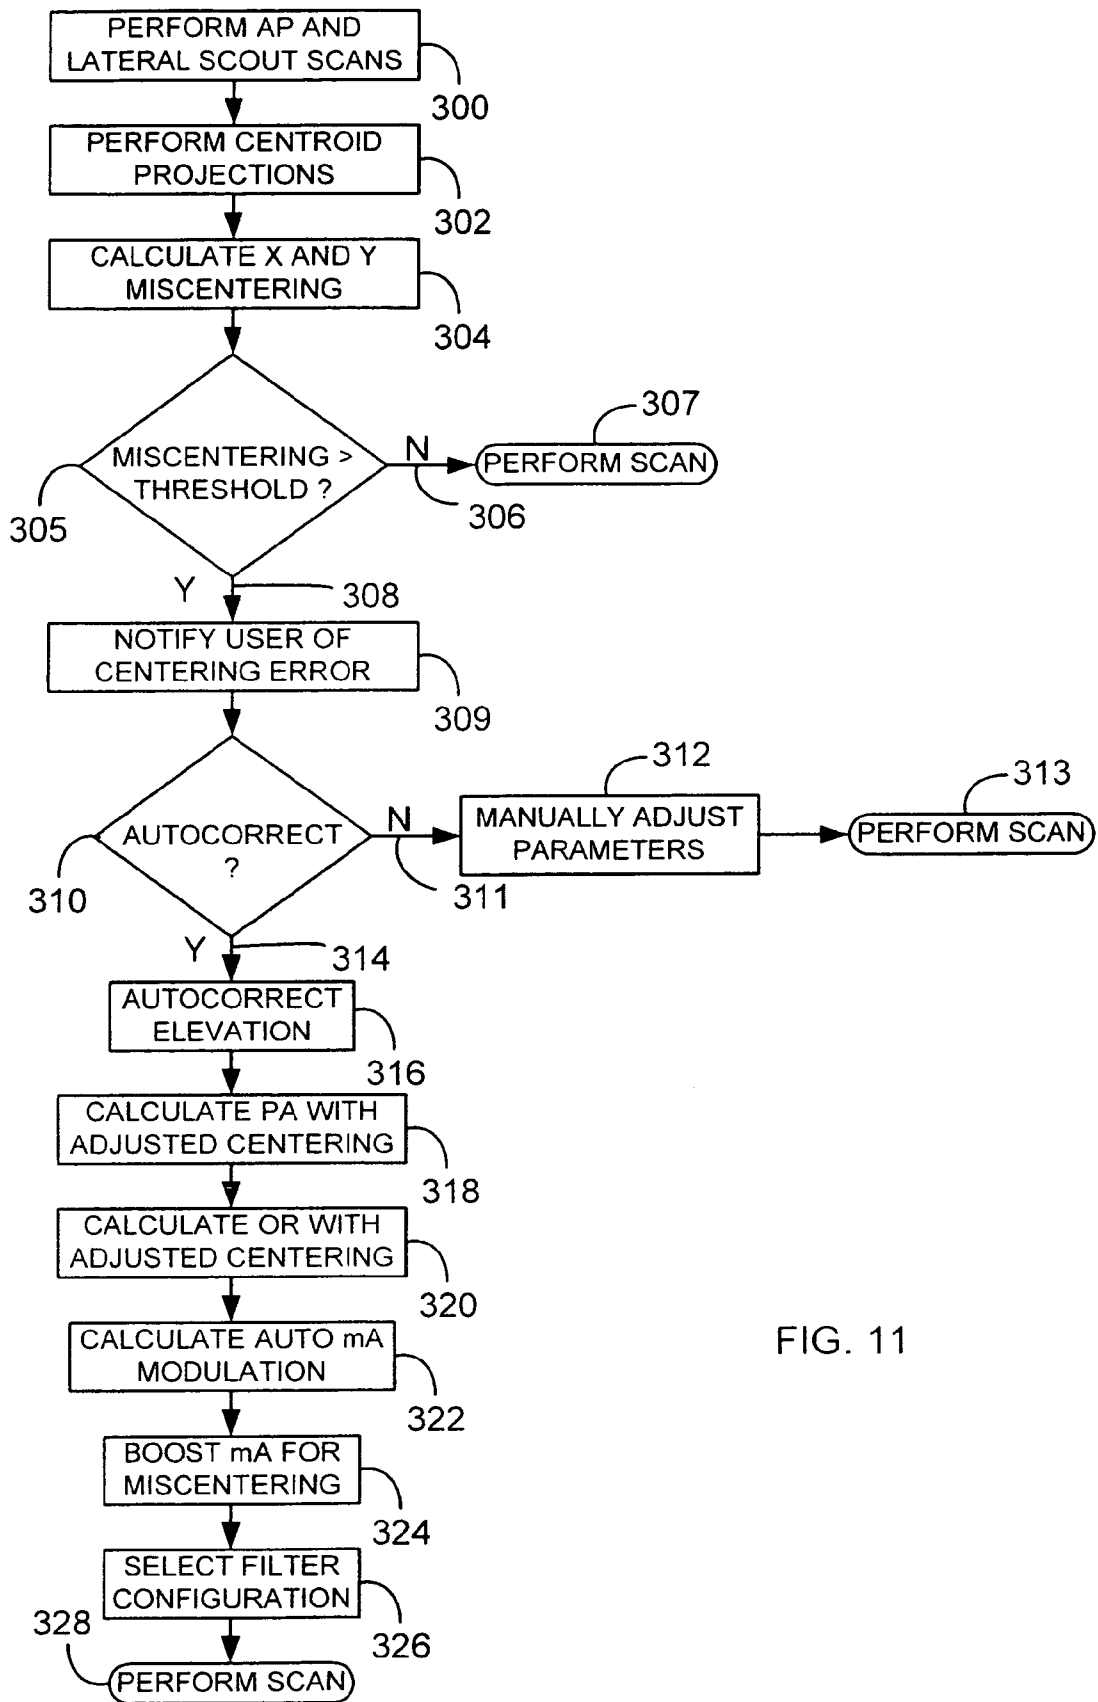 PERFORM AP AND
LATERAL SCOUT SCANS
300
PERFORM CENTROID
PROJECTIONS
302
CALCULATE X AND Y
MISCENTERING
304
MISCENTERING >
THRESHOLD ?
305
N
306
307
PERFORM SCAN
Y
308
NOTIFY USER OF
CENTERING ERROR
309
AUTOCORRECT
?
310
N
311
312
MANUALLY ADJUST
PARAMETERS
313
PERFORM SCAN
Y
314
AUTOCORRECT
ELEVATION
316
CALCULATE PA WITH
ADJUSTED CENTERING
318
CALCULATE OR WITH
ADJUSTED CENTERING
320
CALCULATE AUTO mA
MODULATION
322
BOOST mA FOR
MISCENTERING
324
SELECT FILTER
CONFIGURATION
326
328
PERFORM SCAN
FIG. 11